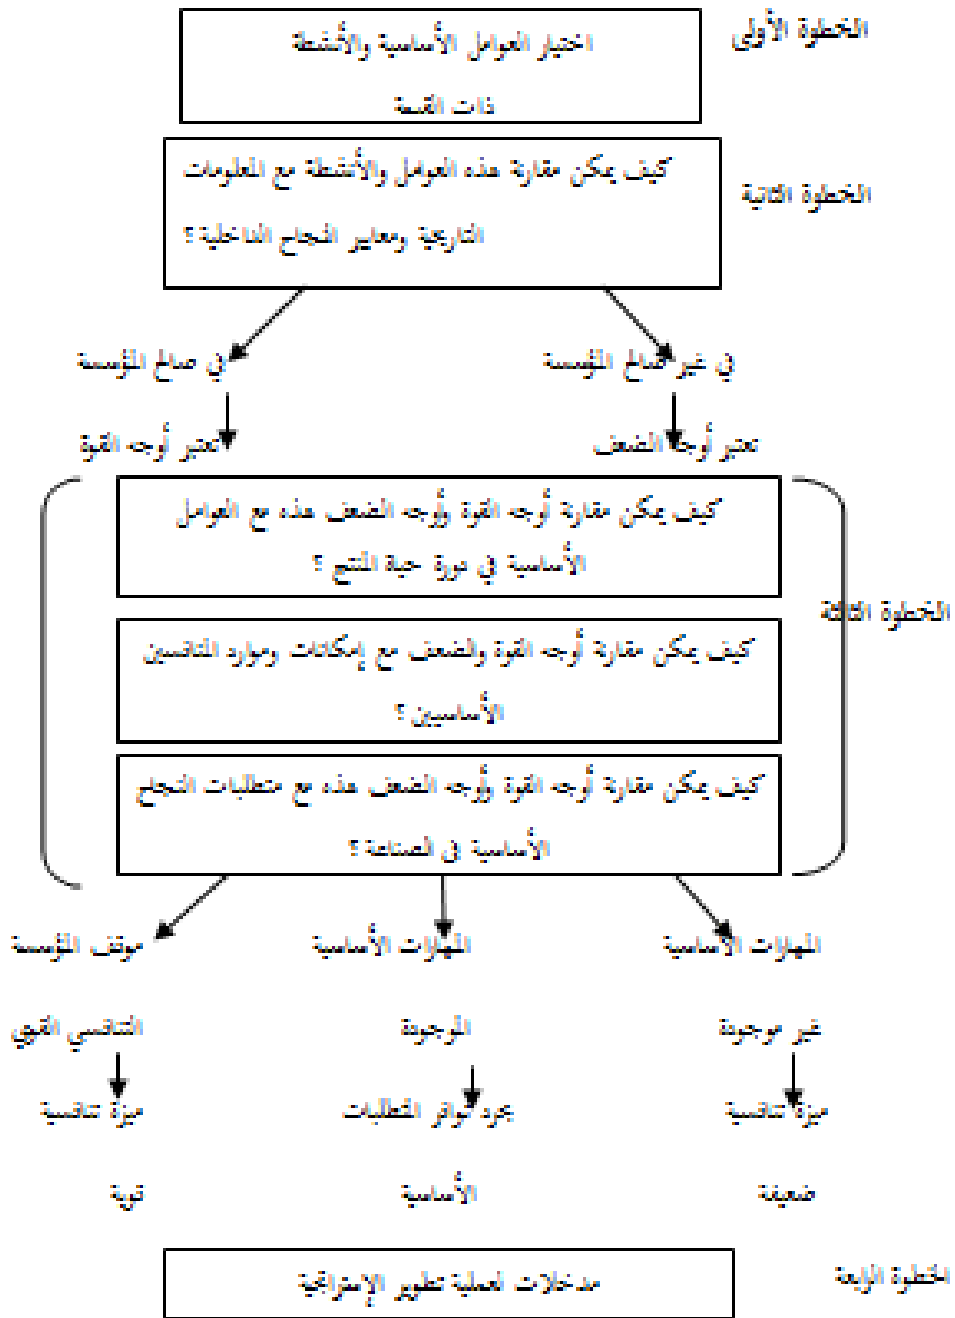 الخطوة الأولى
اختيار العوامل الأساسية والأنشطة
ذات القيمة
الخطوة الثانية
كيف يمكن مقارنة هذه العوامل والأنشطة مع المعلومات
التاريخية ومعايير النجاح الداخلية ؟
في غير صالح المؤسسة
في صالح المؤسسة
تعتبر أوجه الضعف
تعتبر أوجه القوة
كيف يمكن مقارنة أوجه القوة وأوجه الضعف هذه مع العوامل
الأساسية في دورة حياة المنتج ؟
الخطوة الثالثة
كيف يمكن مقارنة أوجه القوة والضعف مع إمكانات وموارد المنافسين
الأساسيين ؟
كيف يمكن مقارنة أوجه القوة وأوجه الضعف هذه مع متطلبات النجاح
الأساسية في الصناعة ؟
المهارات الأساسية
غير موجودة
المهارات الأساسية
الموجودة
موقف المؤسسة
التنافسي القوي
ميزة تنافسية
ضعيفة
مجرد توافر المتطلبات
الأساسية
ميزة تنافسية
قوية
الخطوة الرابعة
مدخلات لعملية تطوير الإستراتيجية